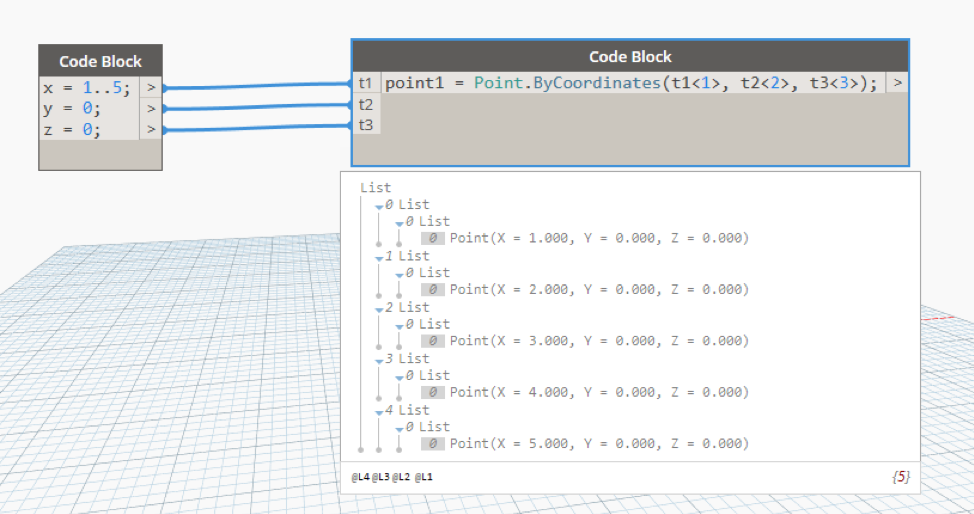 Code Block
x = 1..5; >
y = 0; >
z = 0; >
Code Block
t1 point1 = Point.ByCoordinates(t1<1>, t2<2>, t3<3>); >
t2
t3
List
0 List
0 List
0 Point(X = 1.000, Y = 0.000, Z = 0.000)
1 List
0 List
0 Point(X = 2.000, Y = 0.000, Z = 0.000)
2 List
0 List
0 Point(X = 3.000, Y = 0.000, Z = 0.000)
3 List
0 List
0 Point(X = 4.000, Y = 0.000, Z = 0.000)
4 List
0 List
0 Point(X = 5.000, Y = 0.000, Z = 0.000)
@L4 @L3 @L2 @L1 {5}